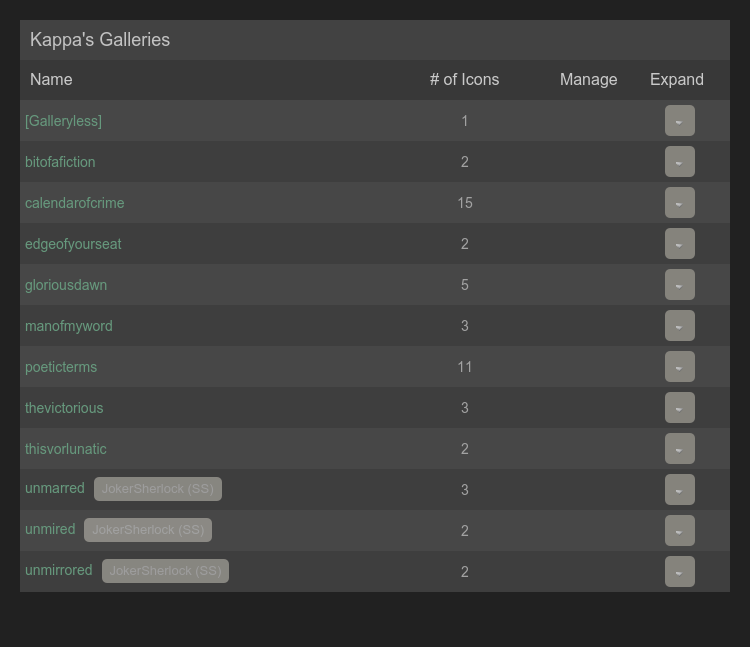 Kappa's Galleries
Name # of Icons Manage Expand
[Galleryless] 1
bitofafiction 2
calendarofcrime 15
edgeofyourseat 2
gloriousdawn 5
manofmyword 3
poeticterms 11
thevictorious 3
thisvorlunatic 2
unmarred JokerSherlock (SS) 3
unmired JokerSherlock (SS) 2
unmirrored JokerSherlock (SS) 2